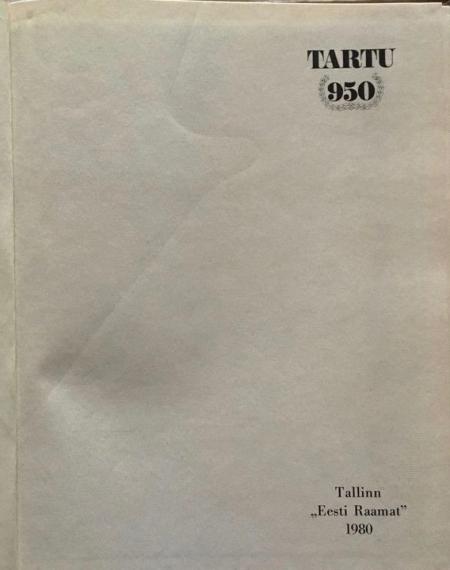 TARTU
950
Tallinn
„Eesti Raamat”
1980